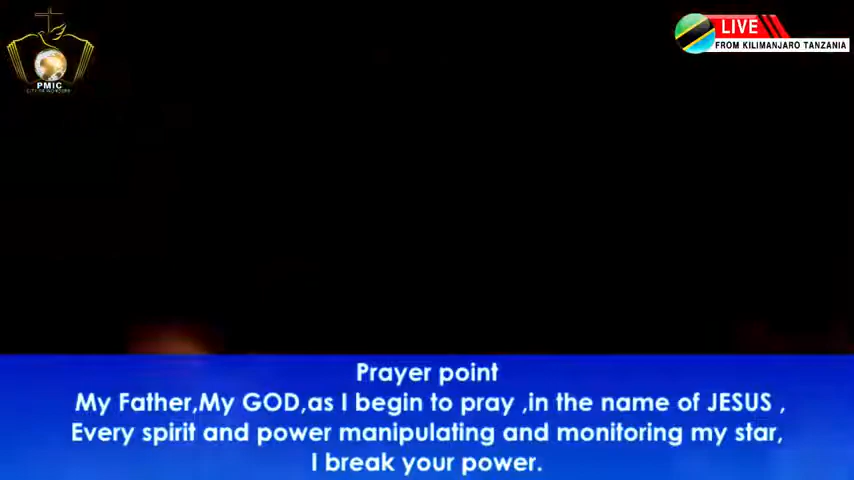 PMIC
LIVE
FROM KILIMANJARO TANZANIA
Prayer point
My Father,My GOD,as I begin to pray ,in the name of JESUS ,
Every spirit and power manipulating and monitoring my star,
I break your power.